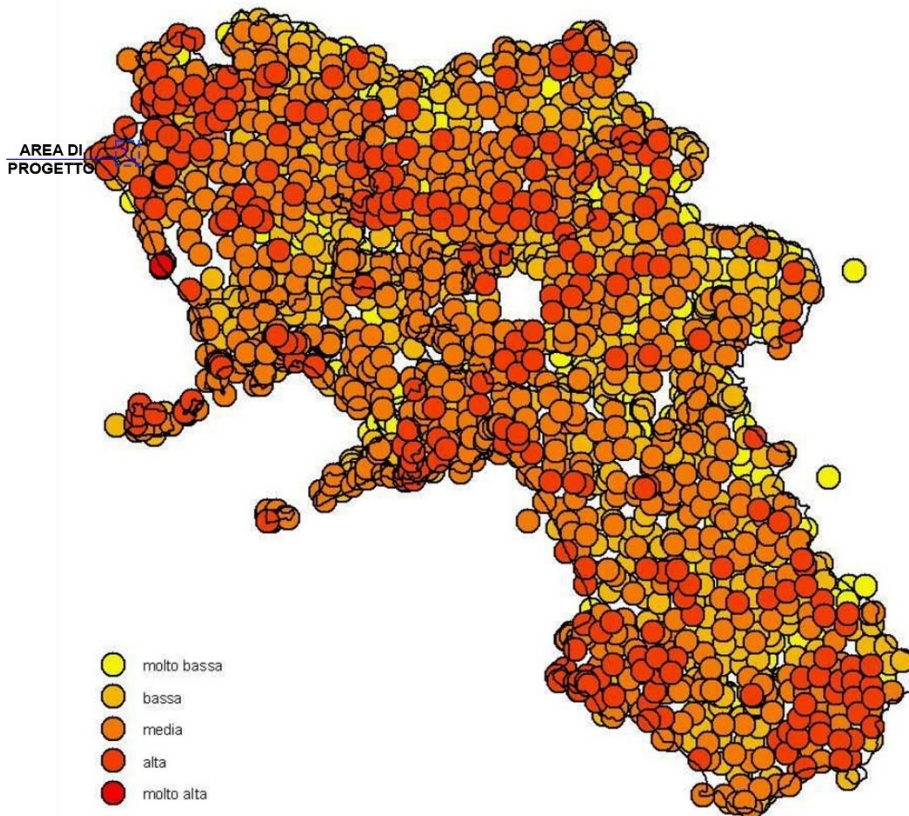 AREA DI
PROGETTO
molto bassa
bassa
media
alta
molto alta